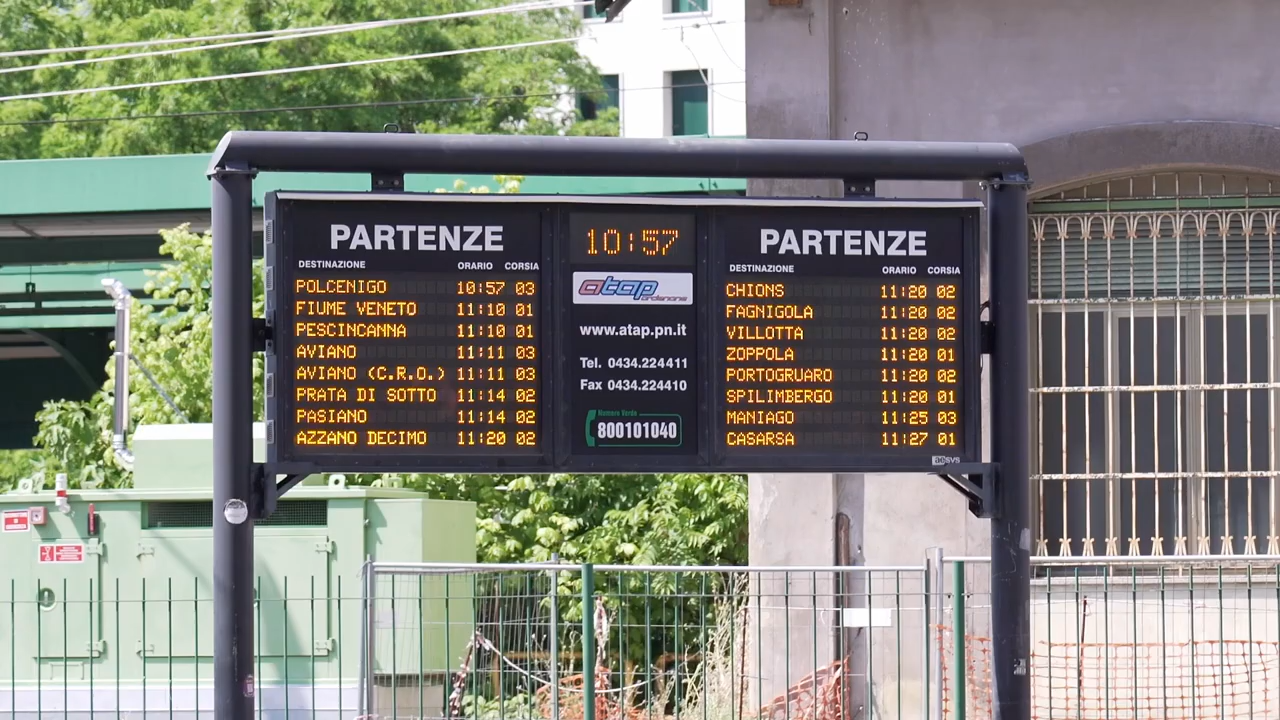 PARTENZE
DESTINAZIONE ORARIO CORSIA
POLCENIGO 10:57 03
FIUME VENETO 11:10 01
PESCINCANNA 11:10 01
AVIANO 11:11 03
AVIANO (C.R.O.) 11:11 03
PRATA DI SOTTO 11:14 02
PASIANO 11:14 02
AZZANO DECIMO 11:20 02
10:57
atap
pordenone
www.atap.pn.it
Tel. 0434.224411
Fax 0434.224410
Numero Verde
800101040
PARTENZE
DESTINAZIONE ORARIO CORSIA
CHIONS 11:20 02
FAGNIGOLA 11:20 02
VILLOTTA 11:20 02
ZOPPOLA 11:20 01
PORTOGRUARO 11:20 02
SPILIMBERGO 11:20 01
MANIAGO 11:25 03
CASARSA 11:27 01
aesys